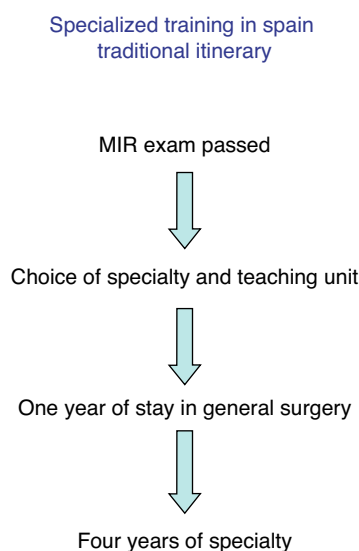 Specialized training in spain
traditional itinerary
MIR exam passed
Choice of specialty and teaching unit
One year of stay in general surgery
Four years of specialty